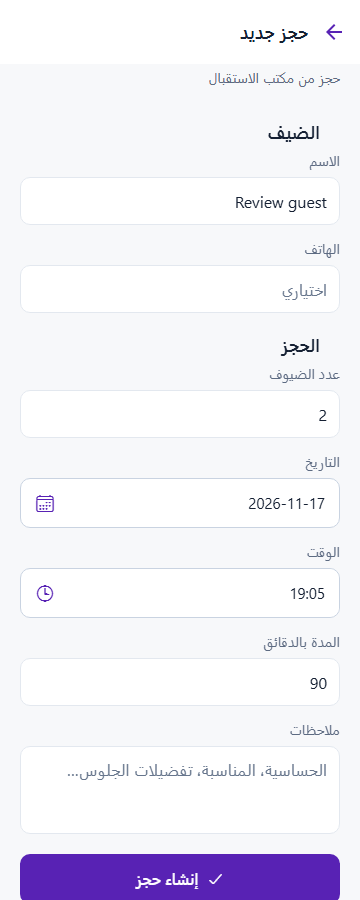 حجز جديد
حجز من مكتب الاستقبال
الضيف
الاسم
Review guest
الهاتف
اختياري
الحجز
عدد الضيوف
2
التاريخ
2026-11-17
الوقت
19:05
المدة بالدقائق
90
ملاحظات
الحساسية، المناسبة، تفضيلات الجلوس...
إنشاء حجز